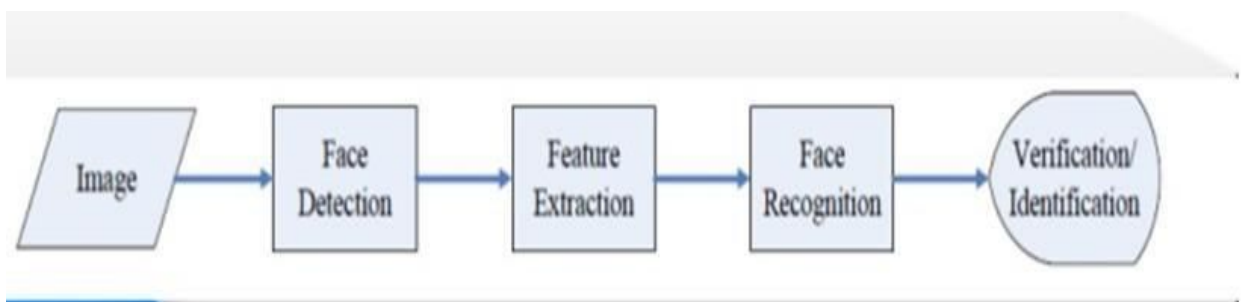 Image
Face
Detection
Feature
Extraction
Face
Recognition
Verification/
Identification